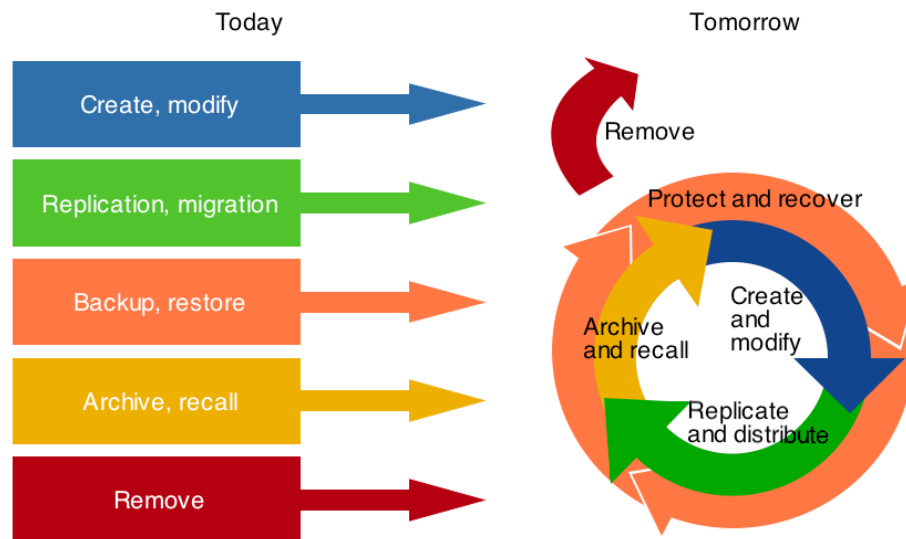 Today
Tomorrow
Create, modify
Replication, migration
Backup, restore
Archive, recall
Remove
Remove
Protect and recover
Create
and
modify
Archive
and recall
Replicate
and distribute